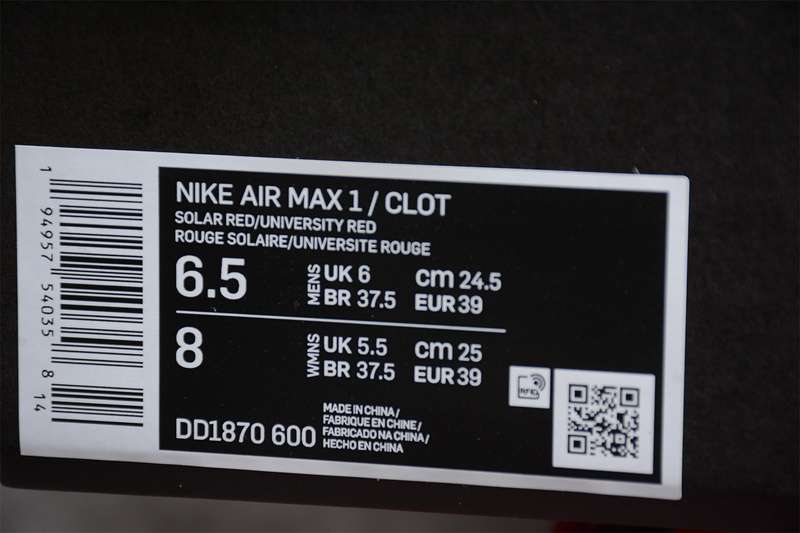 NIKE AIR MAX 1 / CLOT
SOLAR RED/UNIVERSITY RED
ROUGE SOLAIRE/UNIVERSITE ROUGE
6.5 MENS UK 6 CM 24.5
BR 37.5 EUR 39
8 WMNS UK 5.5 CM 25
BR 37.5 EUR 39
DD1870 600
MADE IN CHINA /
FABRIQUE EN CHINE /
FABRICADO NA CHINA /
HECHO EN CHINA
RFID
1 94957 54035 8 14